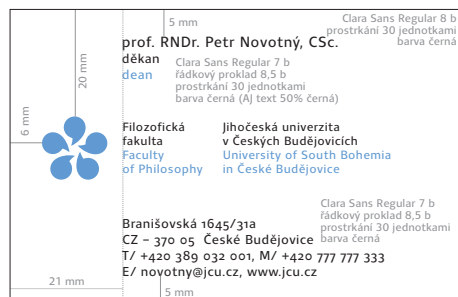 5 mm
Clara Sans Regular 8 b
prostrkání 30 jednotkami
barva černá
prof. RNDr. Petr Novotný, CSc.
děkan
dean
Clara Sans Regular 7 b
řádkový proklad 8,5 b
prostrkání 30 jednotkami
barva černá (AJ text 50% černá)
20 mm
6 mm
Filozofická
fakulta
Faculty
of Philosophy
Jihočeská univerzita
v Českých Budějovicích
University of South Bohemia
in České Budějovice
Clara Sans Regular 7 b
řádkový proklad 8,5 b
prostrkání 30 jednotkami
barva černá
Branišovská 1645/31a
CZ – 370 05 České Budějovice
T/ +420 389 032 001, M/ +420 777 777 333
E/ novotny@jcu.cz, www.jcu.cz
21 mm
5 mm